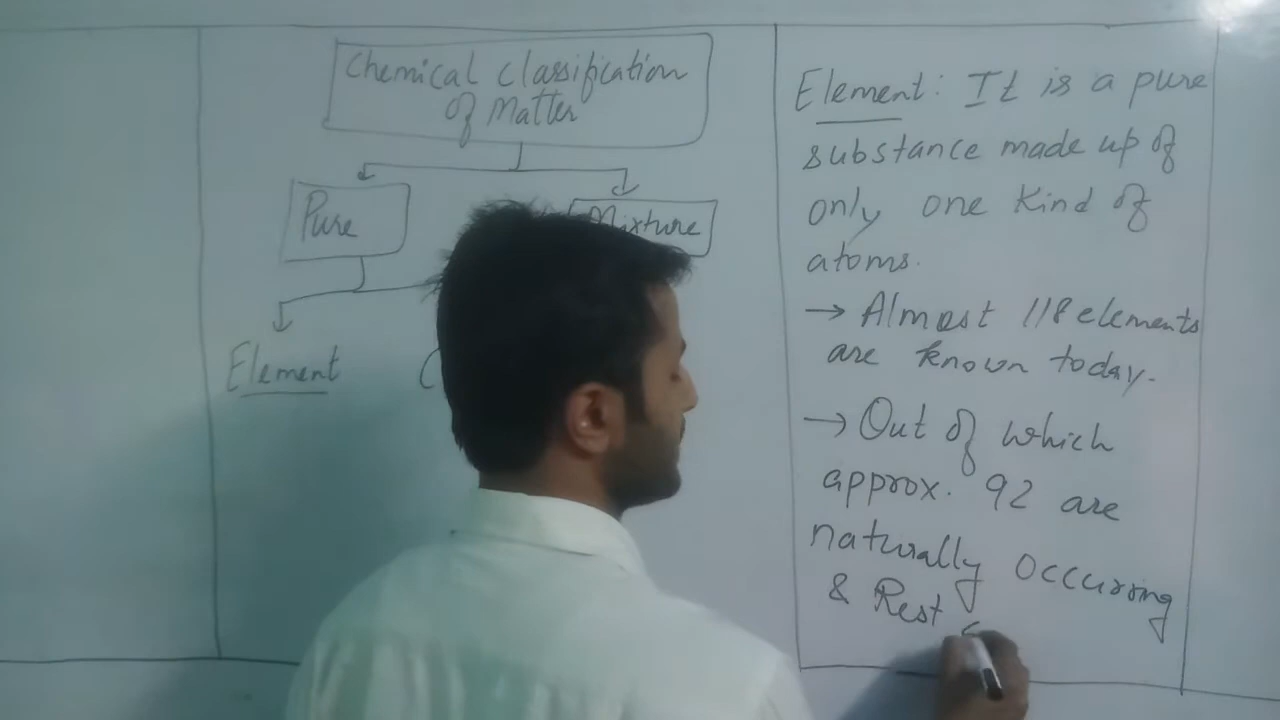 Chemical Classification
of Matter
Pure
Mixture
Element
Element: It is a pure
substance made up of
only one kind of
atoms.
→ Almost 118 elements
are known today.
→ Out of which
approx. 92 are
naturally occurring
& Rest